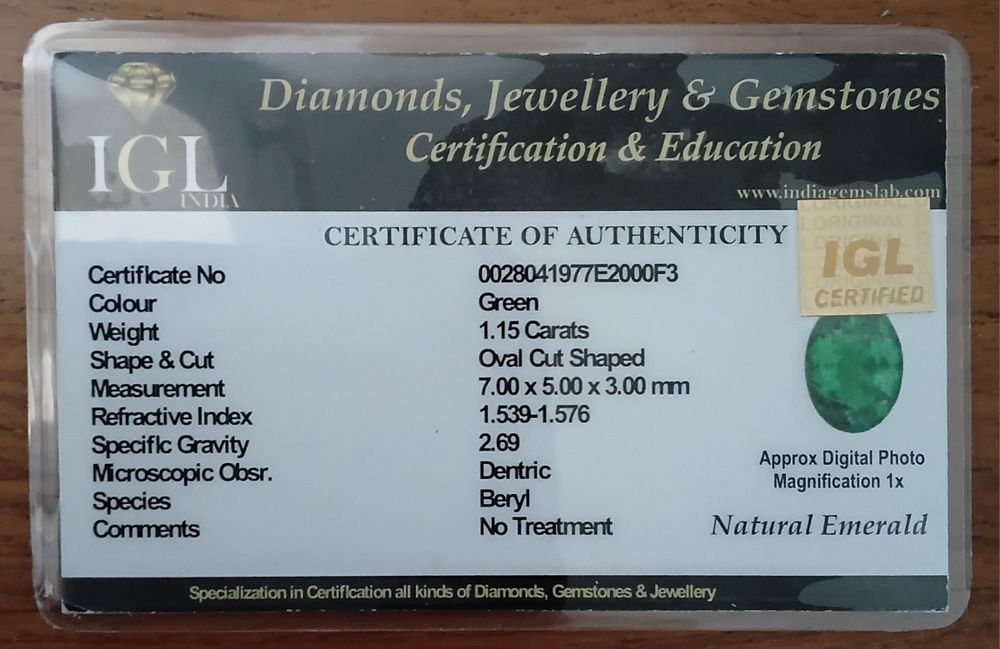 IGL
INDIA
Diamonds, Jewellery & Gemstones
Certification & Education
www.indiagemslab.com
CERTIFICATE OF AUTHENTICITY
ORIGINAL
ORIGINAL
IGL
CERTIFIED
Certificate No 0028041977E2000F3
Colour Green
Weight 1.15 Carats
Shape & Cut Oval Cut Shaped
Measurement 7.00 x 5.00 x 3.00 mm
Refractive Index 1.539-1.576
Specific Gravity 2.69
Microscopic Obsr. Dentric
Species Beryl
Comments No Treatment
Approx Digital Photo
Magnification 1x
Natural Emerald
Specialization in Certification all kinds of Diamonds, Gemstones & Jewellery